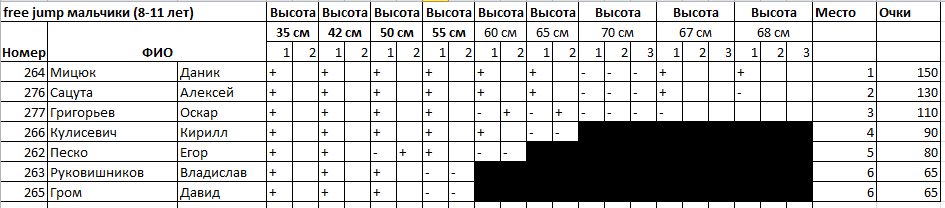 free jump мальчики (8-11 лет) Высота Высота Высота Высота Высота Высота Высота Высота Высота Место Очки
35 см 42 см 50 см 55 см 60 см 65 см 70 см 67 см 68 см
Номер ФИО 1 2 1 2 1 2 1 2 1 2 1 2 1 2 3 1 2 3 1 2 3
264 Мицюк Даник + + + + + + - - - + + 1 150
276 Сацута Алексей + + + + + + - - - + - 2 130
277 Григорьев Оскар + + + + - + - + - - - - 3 110
266 Кулисевич Кирилл + + + + + - - 4 90
262 Песко Егор + + - + + - - 5 80
263 Руковишников Владислав + + + - - 6 65
265 Гром Давид + + + - - 6 65